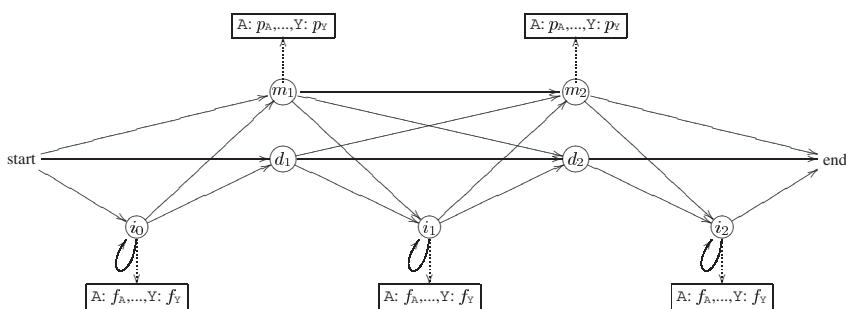 A: p_A,...,Y: p_Y A: p_A,...,Y: p_Y
m_1 m_2
start d_1 d_2 end
i_0 i_1 i_2
A: f_A,...,Y: f_Y A: f_A,...,Y: f_Y A: f_A,...,Y: f_Y